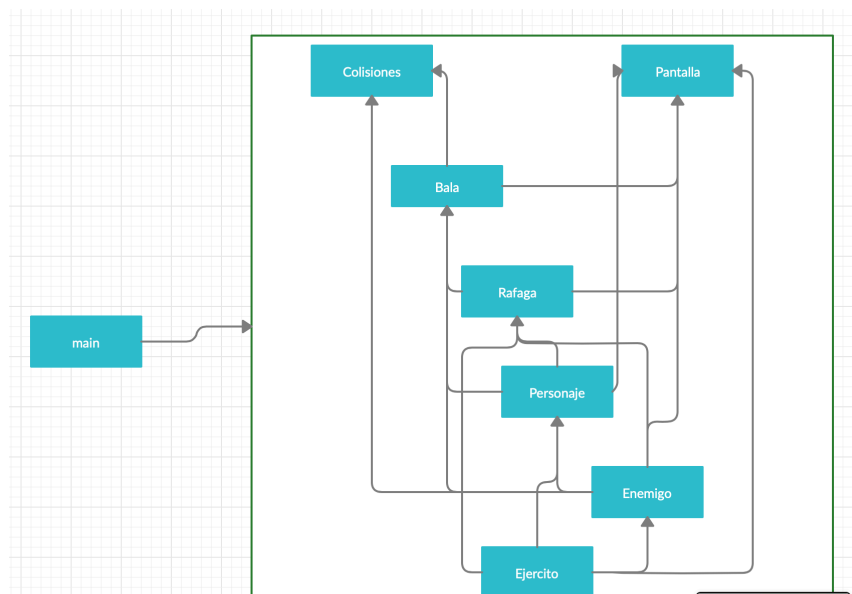 Colisiones
Pantalla
Bala
Rafaga
main
Personaje
Enemigo
Ejercito